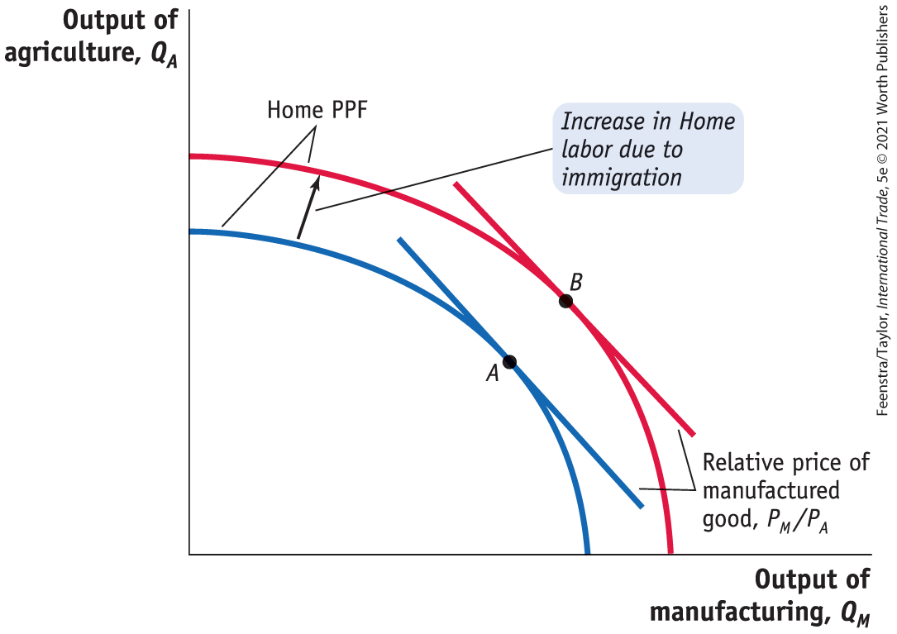 Output of
agriculture, QA
Home PPF
Increase in Home
labor due to
immigration
B
A
Relative price of
manufactured
good, PM/PA
Output of
manufacturing, QM
Feenstra/Taylor, International Trade, 5e © 2021 Worth Publishers